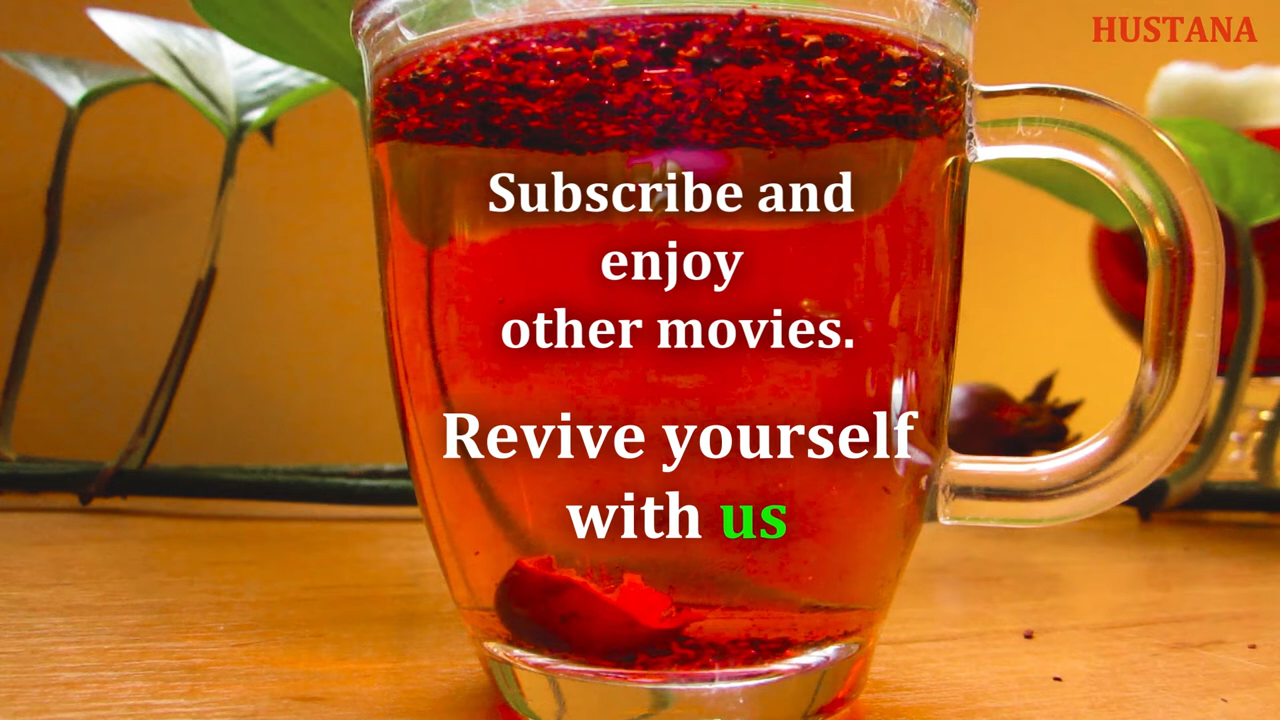 HUSTANA
Subscribe and
enjoy
other movies.
Revive yourself
with us